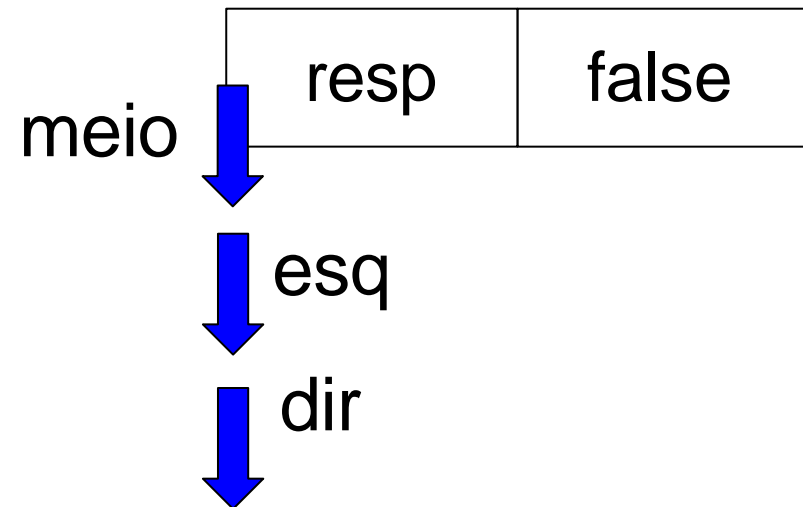 resp false
meio
esq
dir